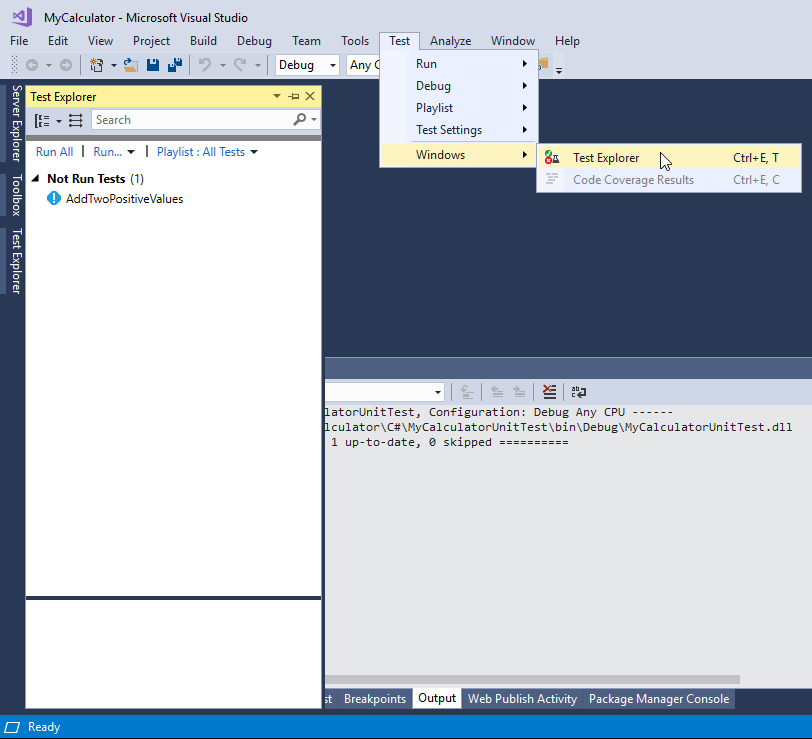 MyCalculator - Microsoft Visual Studio
File Edit View Project Build Debug Team Tools Test Analyze Window Help
Debug Any C
Run
Debug
Playlist
Test Settings
Windows
Test Explorer Ctrl+E, T
Code Coverage Results Ctrl+E, C
Server Explorer
Toolbox
Test Explorer
Test Explorer
Search
Run All | Run... | Playlist : All Tests
Not Run Tests (1)
AddTwoPositiveValues
latorUnitTest, Configuration: Debug Any CPU ------
lculator\C#\MyCalculatorUnitTest\bin\Debug\MyCalculatorUnitTest.dll
1 up-to-date, 0 skipped ==========
st Breakpoints Output Web Publish Activity Package Manager Console
Ready